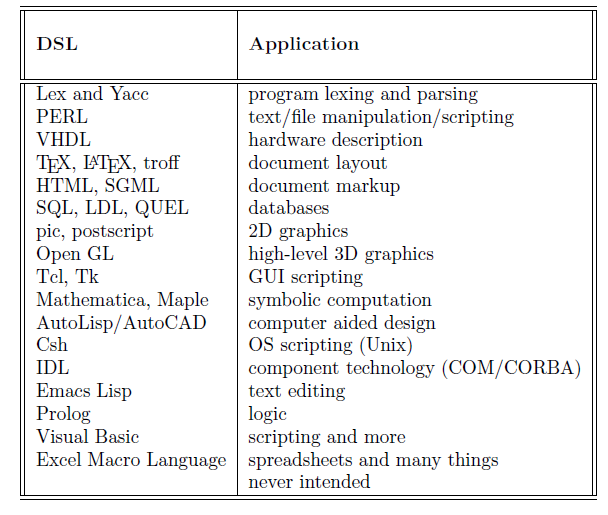 DSL Application
Lex and Yacc program lexing and parsing
PERL text/file manipulation/scripting
VHDL hardware description
TEX, LATEX, troff document layout
HTML, SGML document markup
SQL, LDL, QUEL databases
pic, postscript 2D graphics
Open GL high-level 3D graphics
Tcl, Tk GUI scripting
Mathematica, Maple symbolic computation
AutoLisp/AutoCAD computer aided design
Csh OS scripting (Unix)
IDL component technology (COM/CORBA)
Emacs Lisp text editing
Prolog logic
Visual Basic scripting and more
Excel Macro Language spreadsheets and many things
never intended